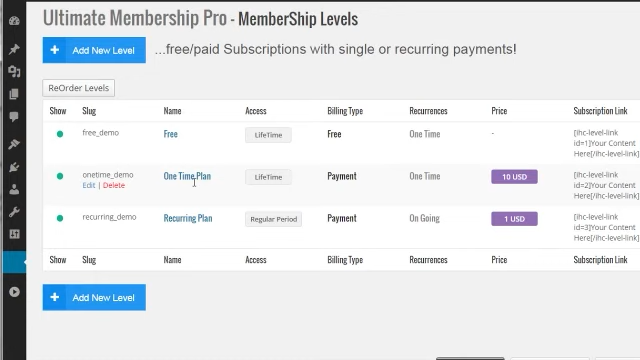 Ultimate Membership Pro - MemberShip Levels
+ Add New Level ...free/paid Subscriptions with single or recurring payments!
ReOrder Levels
Show Slug Name Access Billing Type Recurrences Price Subscription Link
free_demo Free LifeTime Free One Time - [ihc-level-link
id=1]Your Content
Here[/ihc-level-link]
onetime_demo One Time Plan LifeTime Payment One Time 10 USD [ihc-level-link
Edit | Delete id=2]Your Content
Here[/ihc-level-link]
recurring_demo Recurring Plan Regular Period Payment On Going 1 USD [ihc-level-link
id=3]Your Content
Here[/ihc-level-link]
Show Slug Name Access Billing Type Recurrences Price Subscription Link
+ Add New Level